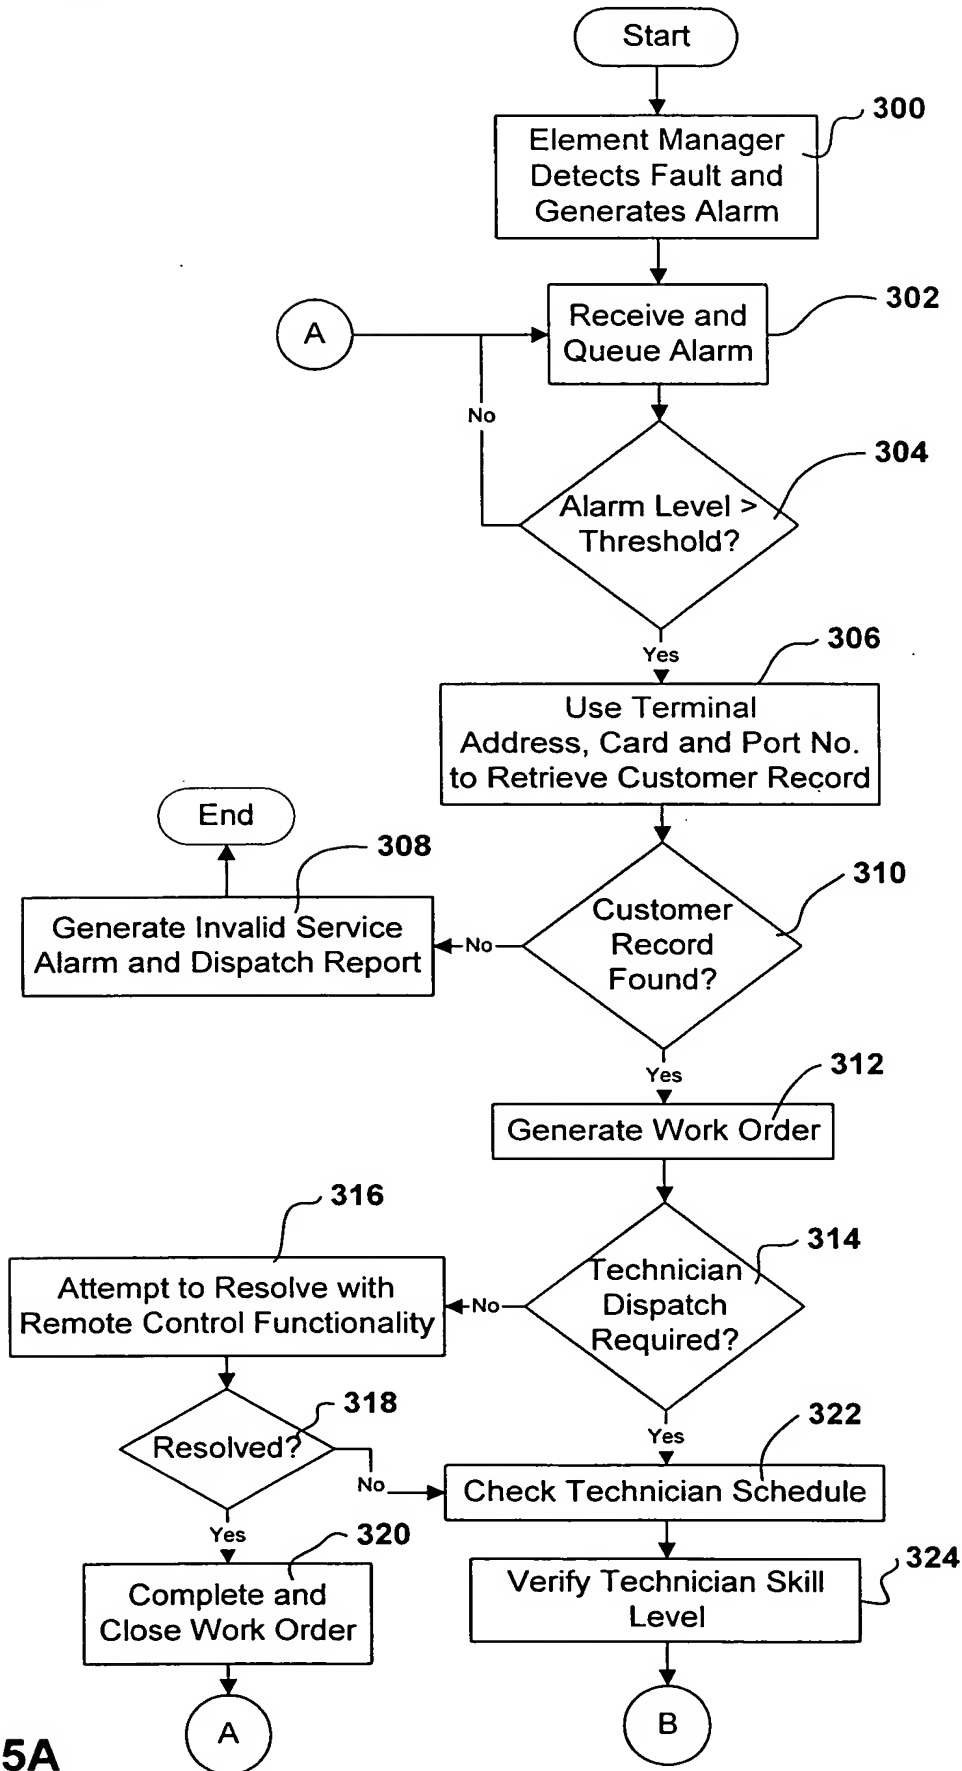 Start
300
Element Manager
Detects Fault and
Generates Alarm
302
A
Receive and
Queue Alarm
No
304
Alarm Level >
Threshold?
Yes
306
Use Terminal
Address, Card and Port No.
to Retrieve Customer Record
End
308
310
Generate Invalid Service
Alarm and Dispatch Report
No
Customer
Record
Found?
Yes
312
Generate Work Order
316
314
Attempt to Resolve with
Remote Control Functionality
No
Technician
Dispatch
Required?
318
Resolved?
No
Yes
322
Check Technician Schedule
Yes
320
324
Complete and
Close Work Order
Verify Technician Skill
Level
A
B
5A